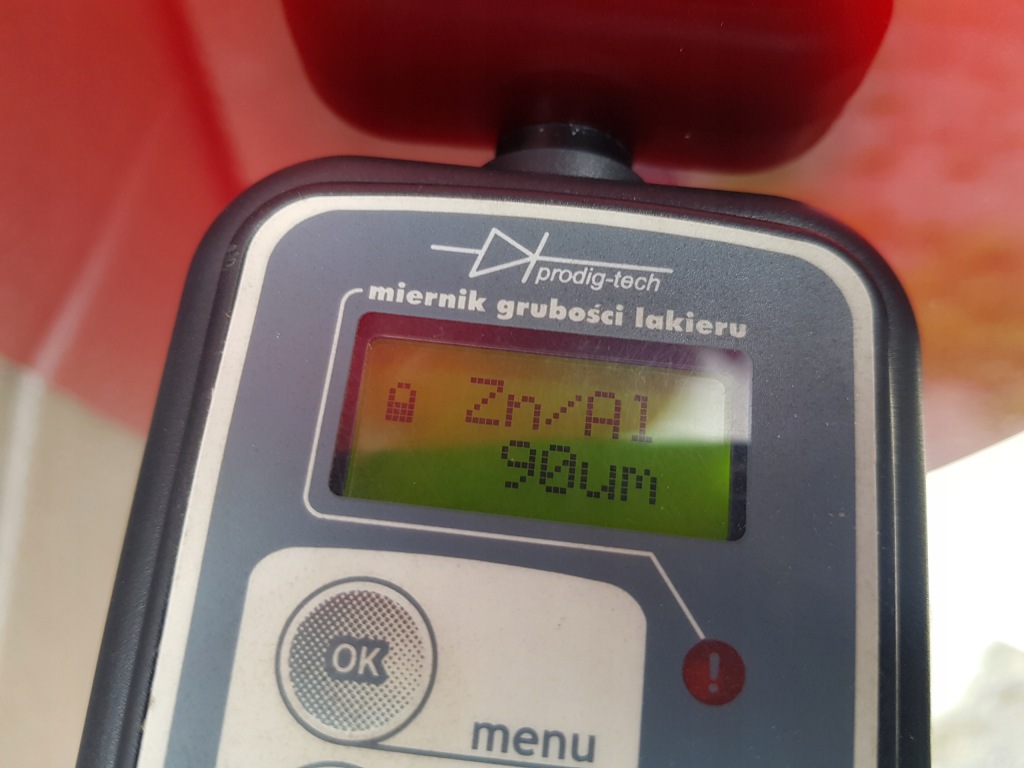 prodig-tech
miernik grubości lakieru
Zn/Al
90um
!
OK
menu